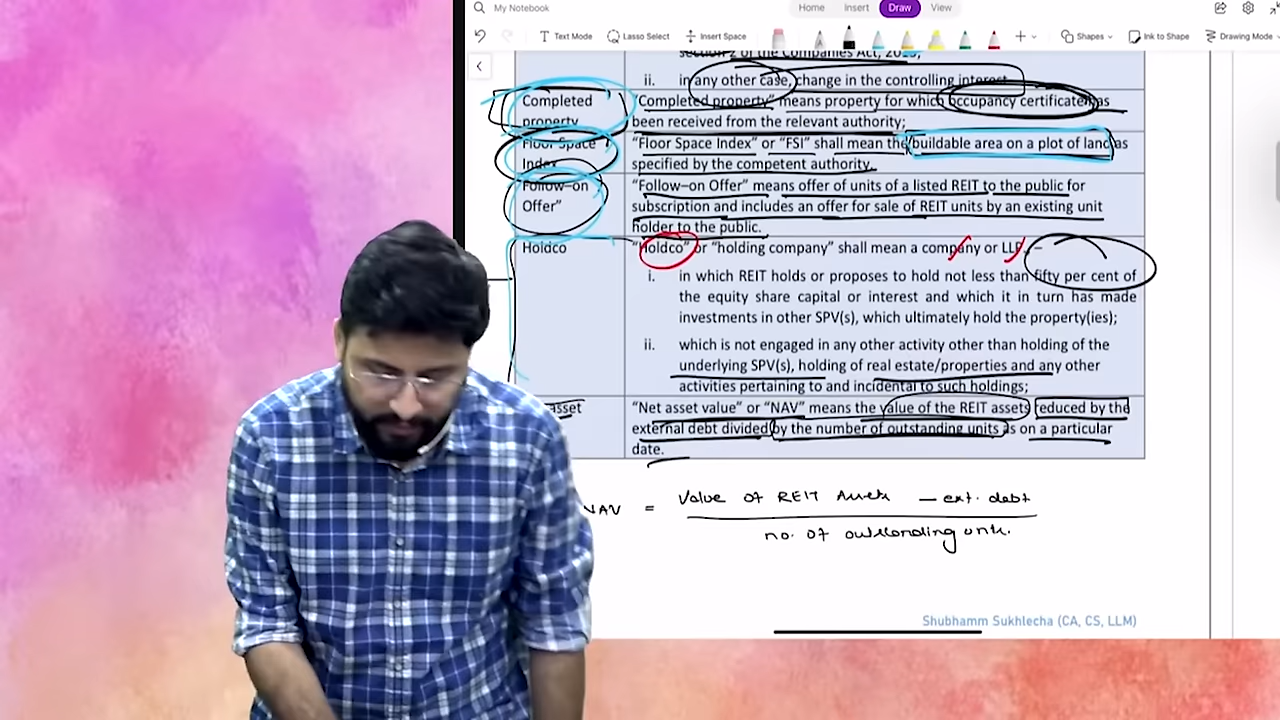 My Notebook
Home Insert Draw View
Text Mode Lasso Select Insert Space Shapes Ink to Shape Drawing Mode
section 2 of the Companies Act, 2013;
ii. in any other case, change in the controlling interest
Completed property
"Completed property" means property for which occupancy certificate has
been received from the relevant authority;
Floor Space Index
"Floor Space Index" or "FSI" shall mean the buildable area on a plot of land as
specified by the competent authority.
Follow–on Offer"
"Follow–on Offer" means offer of units of a listed REIT to the public for
subscription and includes an offer for sale of REIT units by an existing unit
holder to the public.
Holdco
"Holdco" or "holding company" shall mean a company or LLP, –
i. in which REIT holds or proposes to hold not less than fifty per cent of
the equity share capital or interest and which it in turn has made
investments in other SPV(s), which ultimately hold the property(ies);
ii. which is not engaged in any other activity other than holding of the
underlying SPV(s), holding of real estate/properties and any other
activities pertaining to and incidental to such holdings;
asset
"Net asset value" or "NAV" means the value of the REIT assets reduced by the
external debt divided by the number of outstanding units as on a particular
date.
NAV = Value of REIT Assets — ext. debt
no. of outstanding units.
Shubhamm Sukhlecha (CA, CS, LLM)